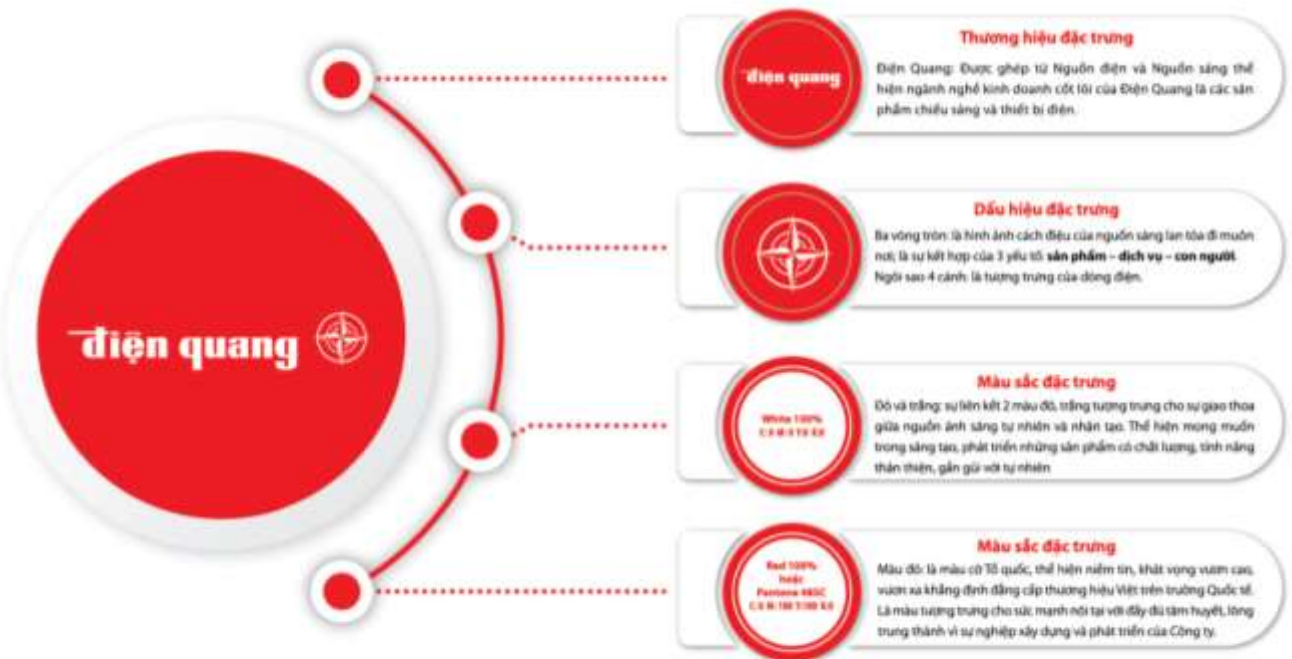 điện quang
điện quang
Thương hiệu đặc trưng
Điện Quang: Được ghép từ Nguồn điện và Nguồn sáng thể
hiện ngành nghề kinh doanh cốt lõi của Điện Quang là các sản
phẩm chiếu sáng và thiết bị điện.
Dấu hiệu đặc trưng
Ba vòng tròn: là hình ảnh cách điệu của nguồn sáng lan tỏa đi muôn
nơi, là sự kết hợp của 3 yếu tố sản phẩm – dịch vụ – con người.
Ngôi sao 4 cánh: là tượng trưng của dòng điện.
White 100%
C:0 M:0 Y:0 K:0
Màu sắc đặc trưng
Đỏ và trắng: sự liên kết 2 màu đỏ, trắng tượng trưng cho sự giao thoa
giữa nguồn ánh sáng tự nhiên và nhân tạo. Thể hiện mong muốn
trong sáng tạo, phát triển những sản phẩm có chất lượng, tính năng
thân thiện, gần gũi với tự nhiên
Red 100%
hoặc
Pantone 485C
C:0 M:100 Y:100 K:0
Màu sắc đặc trưng
Màu đỏ: là màu cờ Tổ quốc, thể hiện niềm tin, khát vọng vươn cao,
vươn xa khẳng định đẳng cấp thương hiệu Việt trên trường Quốc tế.
Là màu tượng trưng cho sức mạnh nội tại với đầy đủ tâm huyết, lòng
trung thành vì sự nghiệp xây dựng và phát triển của Công ty.